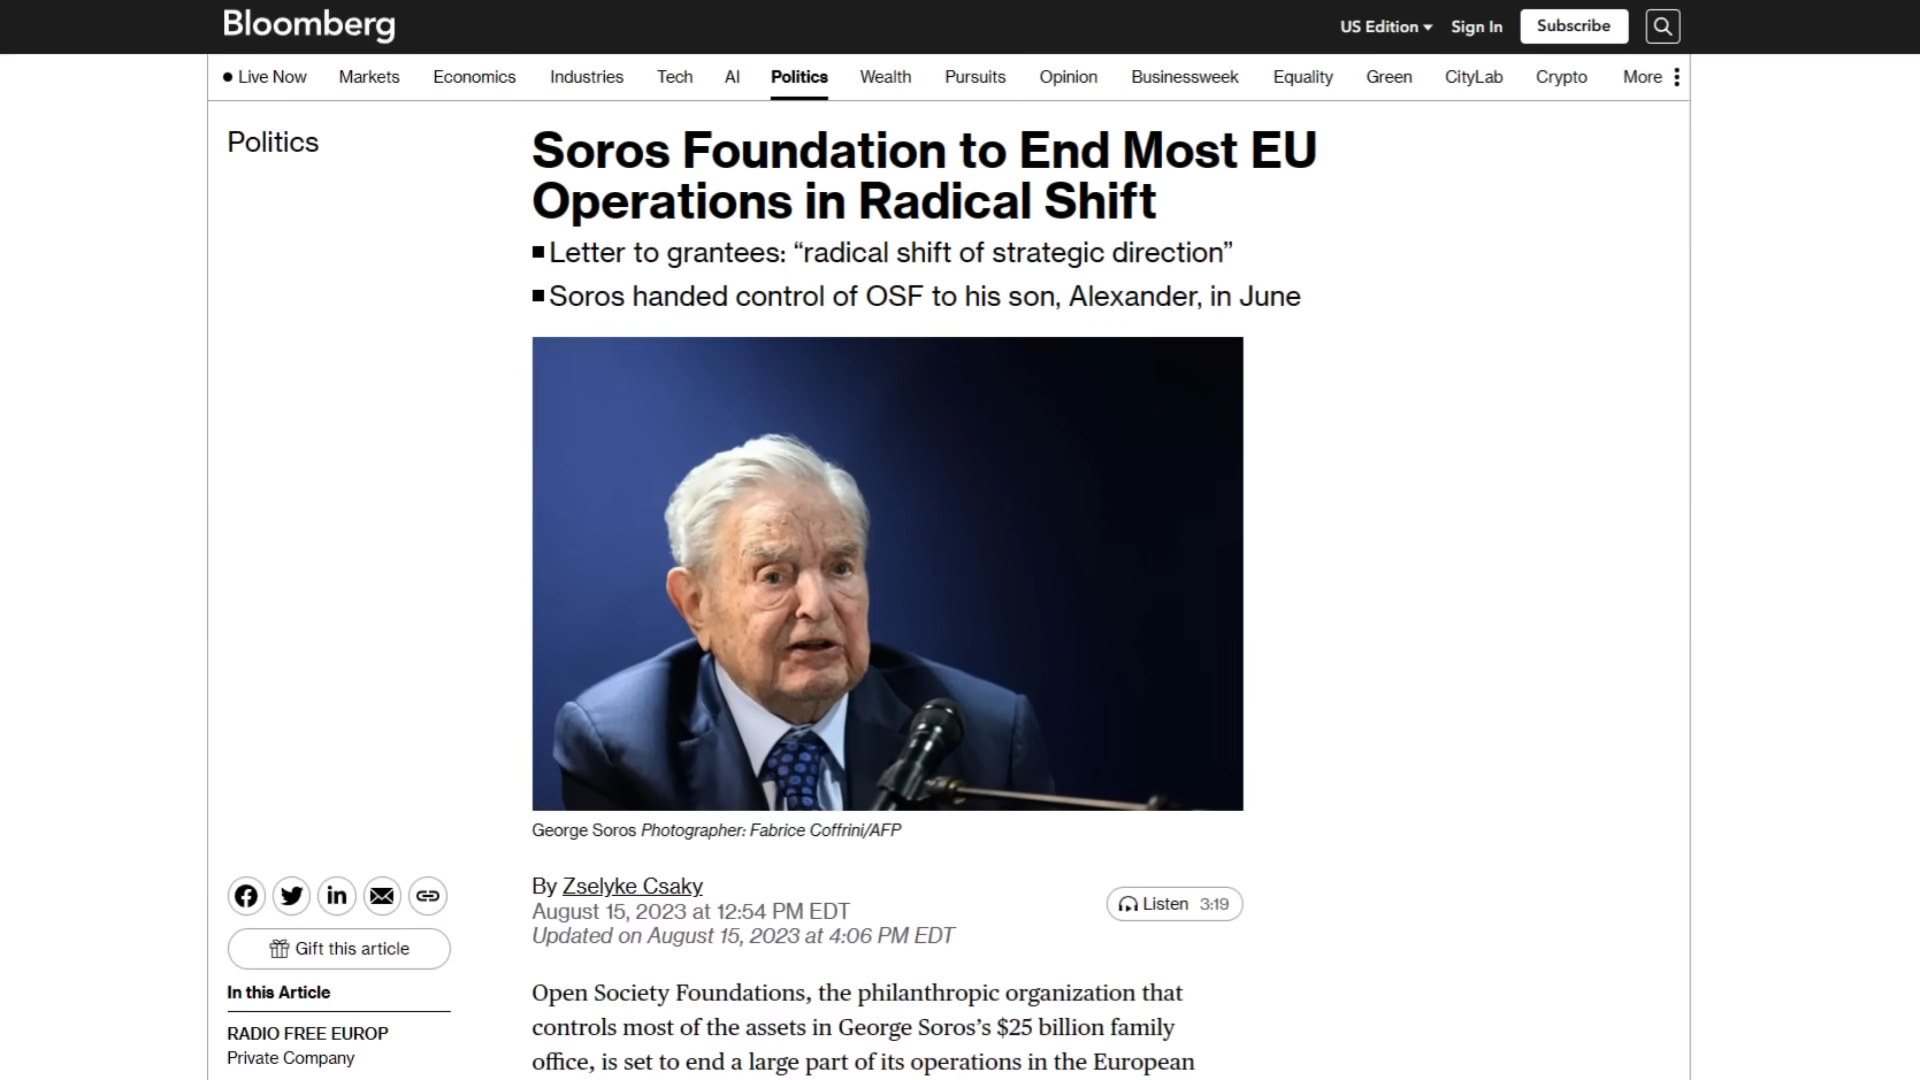 Bloomberg
US Edition
Sign In
Subscribe
Live Now
Markets
Economics
Industries
Tech
AI
Politics
Wealth
Pursuits
Opinion
Businessweek
Equality
Green
CityLab
Crypto
More
Politics
Soros Foundation to End Most EU
Operations in Radical Shift
Letter to grantees: “radical shift of strategic direction”
Soros handed control of OSF to his son, Alexander, in June
George Soros Photographer: Fabrice Coffrini/AFP
By Zselyke Csaky
August 15, 2023 at 12:54 PM EDT
Updated on August 15, 2023 at 4:06 PM EDT
Listen 3:19
Gift this article
In this Article
RADIO FREE EUROP
Private Company
Open Society Foundations, the philanthropic organization that
controls most of the assets in George Soros’s $25 billion family
office, is set to end a large part of its operations in the European